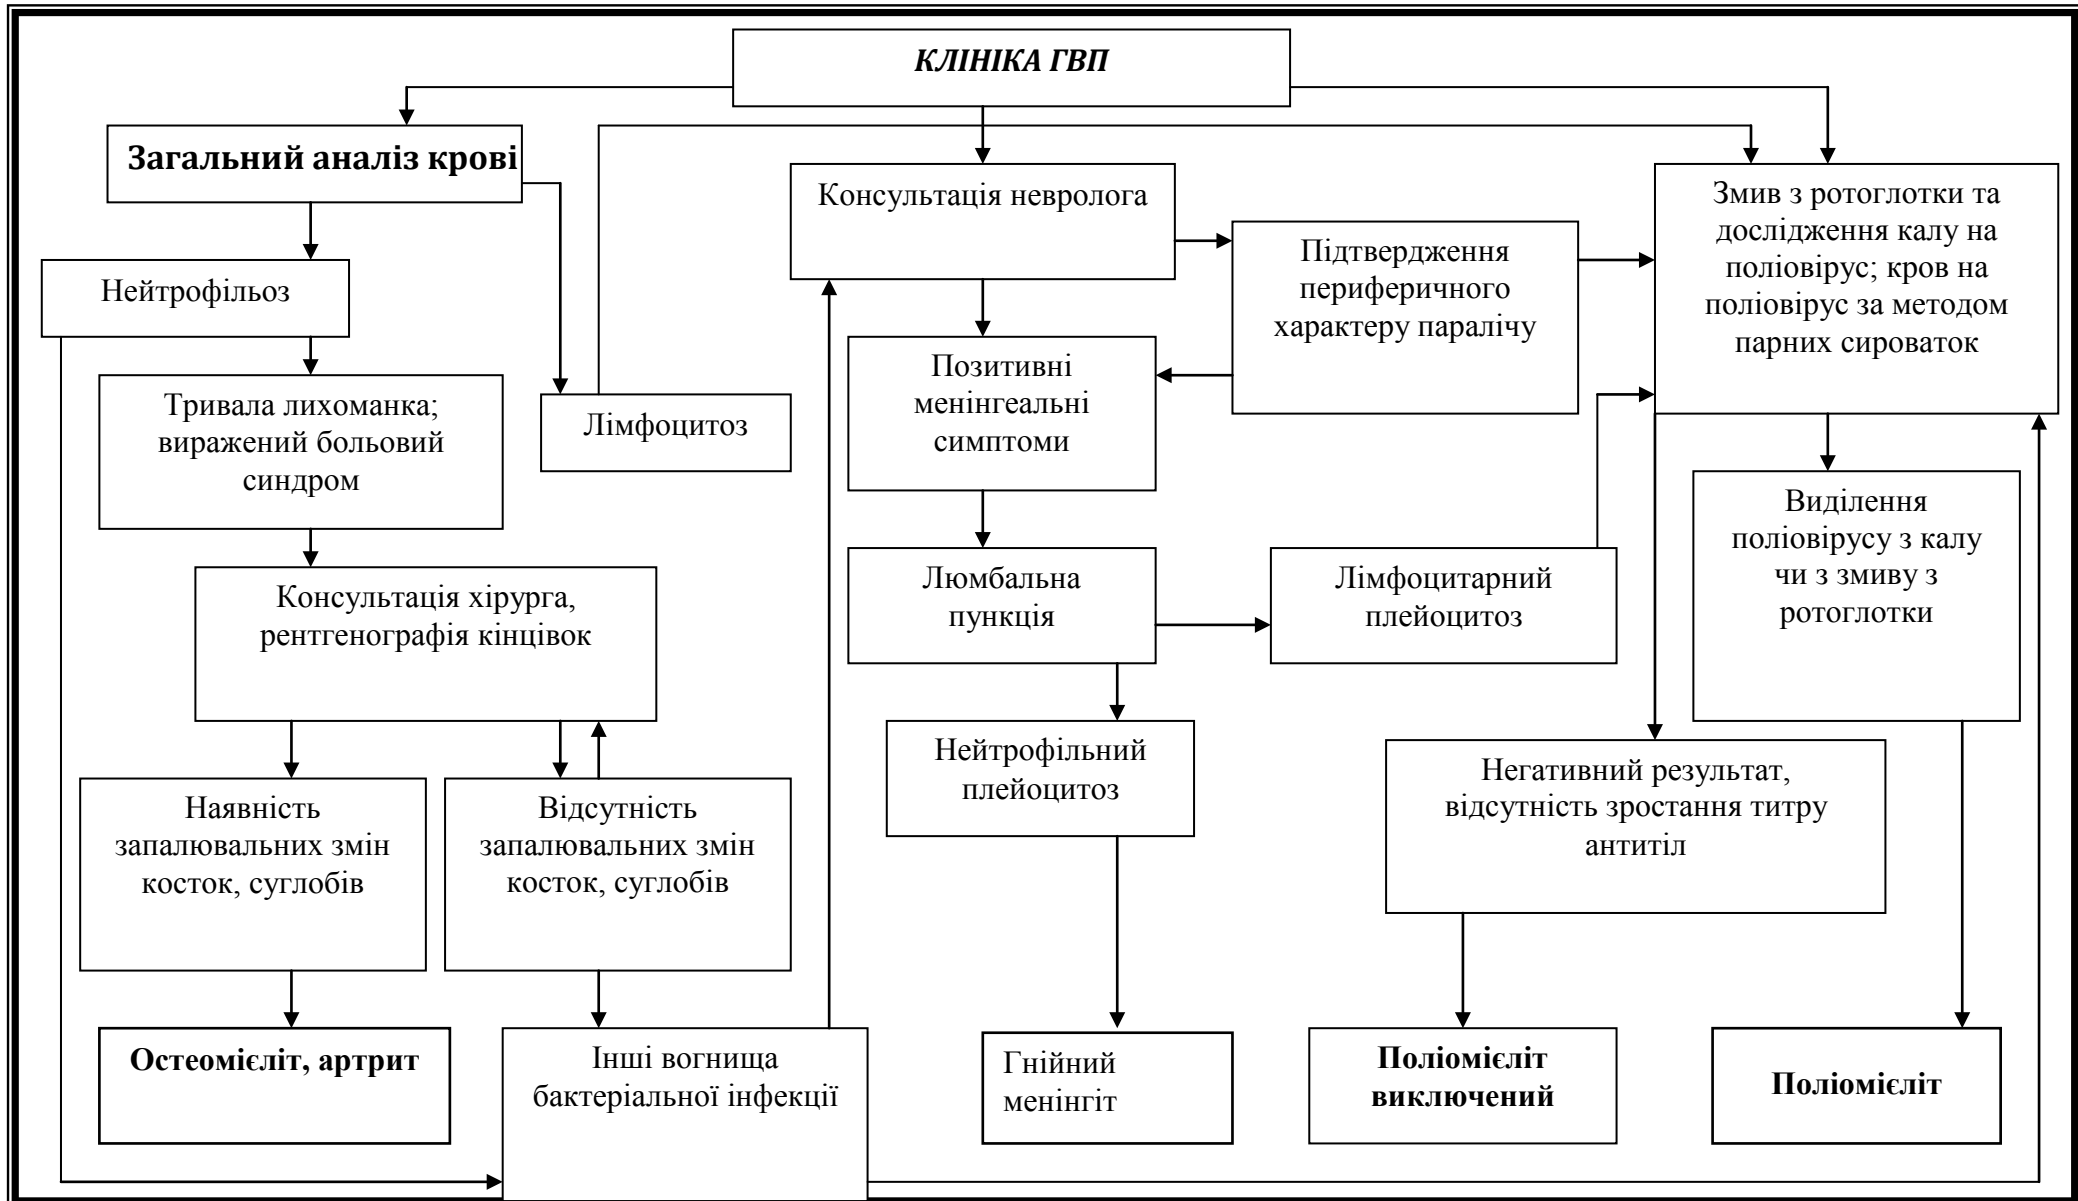 КЛІНІКА ГВП
Загальний аналіз крові
Консультація невролога
Змив з ротоглотки та
дослідження калу на
поліовірус; кров на
поліовірус за методом
парних сироваток
Підтвердження
периферичного
характеру паралічу
Нейтрофільоз
Позитивні
менінгеальні
симптоми
Тривала лихоманка;
виражений больовий
синдром
Лімфоцитоз
Виділення
поліовірусу з калу
чи з змиву з
ротоглотки
Люмбальна
пункція
Лімфоцитарний
плейоцитоз
Консультація хірурга,
рентгенографія кінцівок
Нейтрофільний
плейоцитоз
Негативний результат,
відсутність зростання титру
антитіл
Наявність
запалювальних змін
косток, суглобів
Відсутність
запалювальних змін
косток, суглобів
Остеомієліт, артрит
Інші вогнища
бактеріальної інфекції
Гнійний
менінгіт
Поліомієліт
виключений
Поліомієліт